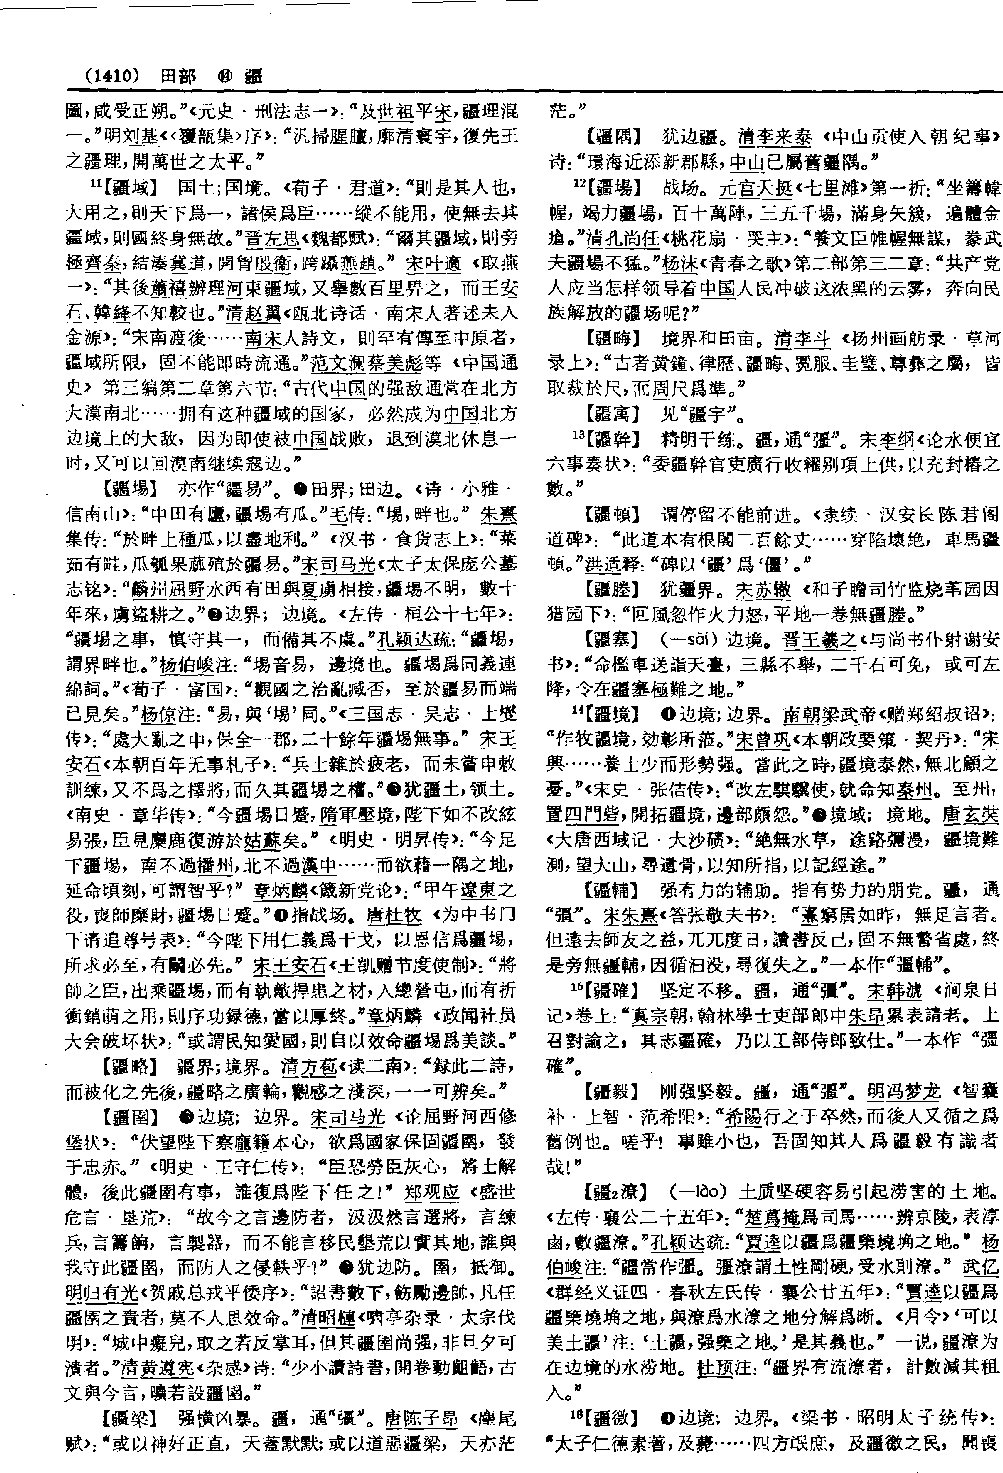 (1410) 田部 ⑭ 疆
圖，咸受正朔。”《元史·刑法志一》：“及世祖平宋，疆理混
一。”明刘基《〈覆瓿集〉序》：“汎掃腥膻，廓清寰宇，復先王
之疆理，開萬世之太平。”
11【疆域】 国土；国境。《荀子·君道》：“則是其人也，
大用之，則天下爲一，諸侯爲臣……縱不能用，使無去其
疆域，則國終身無故。”晋左思《魏都赋》：“爾其疆域，則旁
極齊秦，結湊冀道，開胷殷衛，跨躡燕趙。”宋叶適《取燕
一》：“其後蕭禧辦理河東疆域，又舉數百里畀之，而王安
石、韓絳不知較也。”清赵翼《瓯北诗话·南宋人著述未入
金源》：“宋南渡後……南宋人詩文，則罕有傳至中原者，
疆域所限，固不能即時流通。”范文澜蔡美彪等《中国通
史》第三编第二章第六节：“古代中国的强敌通常在北方
大漠南北……拥有这种疆域的国家，必然成为中国北方
边境上的大敌，因为即使被中国战败，退到漠北休息一
时，又可以回漠南继续寇边。”
【疆埸】 亦作“疆易”。❶田界；田边。《诗·小雅·
信南山》：“中田有廬，疆埸有瓜。”毛传：“埸，畔也。”朱熹
集传：“於畔上種瓜，以盡地利。”《汉书·食货志上》：“菜
茹有畦，瓜瓠果蓏殖於疆易。”宋司马光《太子太保庞公墓
志铭》：“麟州屈野水西有田與夏虜相接，疆埸不明，數十
年來，虜盜耕之。”❷边界；边境。《左传·桓公十七年》：
“疆埸之事，慎守其一，而備其不虞。”孔颖达疏：“疆埸，
謂界畔也。”杨伯峻注：“埸音易，邊境也。疆埸爲同義連
綿詞。”《荀子·富国》：“觀國之治亂臧否，至於疆易而端
已見矣。”杨倞注：“易，與‘埸’同。”《三国志·吴志·士燮
传》：“處大亂之中，保全一郡，二十餘年疆埸無事。”宋王
安石《本朝百年无事札子》：“兵士雜於疲老，而未嘗申敕
訓練，又不爲之擇將，而久其疆埸之權。”❸犹疆土，领土。
《南史·章华传》：“今疆埸日蹙，隋軍壓境，陛下如不改絃
易張，臣見麋鹿復游於姑蘇矣。”《明史·明昇传》：“今足
下疆埸，南不過播州，北不過漢中……而欲藉一隅之地，
延命頃刻，可謂智乎？”章炳麟《箴新党论》：“甲午遼東之
役，喪師糜財，疆埸日蹙。”❹指战场。唐杜牧《为中书门
下请追尊号表》：“今陛下用仁義爲干戈，以恩信爲疆埸，
所求必至，有鬭必先。”宋王安石《王凯赠节度使制》：“將
帥之臣，出乘疆埸，而有執敵捍患之材，入總營屯，而有折
衝銷萌之用，則序功録德，當以厚終。”章炳麟《政闻社员
大会破坏状》：“或謂民知愛國，則自以效命疆埸爲美談。”
【疆略】 疆界；境界。清方苞《读二南》：“録此二詩，
而被化之先後，疆略之廣輪，觀感之淺深，一一可辨矣。”
【疆圉】 ❶边境；边界。宋司马光《论屈野河西修
堡状》：“伏望陛下察龐籍本心，欲爲國家保固疆圉，發
于忠亦。”《明史·王守仁传》：“臣恐勞臣灰心，將士解
體，後此疆圉有事，誰復爲陛下任之！”郑观应《盛世
危言·垦荒》：“故今之言邊防者，汲汲然言選將，言練
兵，言籌餉，言製器，而不能言移民墾荒以實其地，誰與
我守此疆圉，而防人之侵軼乎！”❷犹边防。圉，抵御。
明归有光《贺戚总戎平倭序》：“詔書數下，飭勵邊帥，凡任
疆圉之責者，莫不人思效命。”清昭槤《啸亭杂录·太宗伐
明》：“城中癡兒，取之若反掌耳，但其疆圉尚强，非旦夕可
潰者。”清黄遵宪《杂感》诗：“少小讀詩書，開卷動齟齬，古
文與今言，曠若設疆圉。”
【疆梁】 强横凶暴。疆，通“彊”。唐陈子昂《麈尾
赋》：“或以神好正直，天蓋默默；或以道惡疆梁，天亦茫
茫。”
【疆隅】 犹边疆。清李来泰《中山贡使入朝纪事》
诗：“環海近添新郡縣，中山已屬舊疆隅。”
12【疆場】 战场。元宫天挺《七里滩》第一折：“坐籌幃
幄，竭力疆場，百十萬陣，三五千場，滿身矢鏃，遍體金
瘡。”清孔尚任《桃花扇·哭主》：“養文臣帷幄無謀，豢武
夫疆場不猛。”杨沫《青春之歌》第二部第三二章：“共产党
人应当怎样领导着中国人民冲破这浓黑的云雾，奔向民
族解放的疆场呢？”
【疆畮】 境界和田亩。清李斗《扬州画舫录·草河
录上》：“古者黄鐘、律歷、疆畮、冕服、圭璧、尊彝之屬，皆
取裁於尺，而周尺爲準。”
【疆寓】 见“疆宇”。
13【疆幹】 精明干练。疆，通“彊”。宋李纲《论水便宜
六事奏状》：“委疆幹官吏廣行收糴别項上供，以充封樁之
數。”
【疆頓】 谓停留不能前进。《隶续·汉安长陈君阁
道碑》：“此道本有根閣二百餘丈……穿陷壞絶，車馬疆
頓。”洪适释：“碑以‘疆’爲‘僵’。”
【疆塍】 犹疆界。宋苏辙《和子瞻司竹监烧苇园因
猎园下》：“回風忽作火力怒，平地一卷無疆塍。”
【疆塞】 （—sài）边境。晋王羲之《与尚书仆射谢安
书》：“命檻車送詣天臺，三縣不舉，二千石可免，或可左
降，令在疆塞極難之地。”
14【疆境】 ❶边境；边界。南朝梁武帝《赠郑绍叔诏》：
“作牧疆境，効彰所蒞。”宋曾巩《本朝政要策·契丹》：“宋
興……養士少而形勢强。當此之時，疆境泰然，無北顧之
憂。”《宋史·张佶传》：“改左騏驥使，就命知秦州。至州，
置四門砦，開拓疆境，邊部頗怨。”❷境域；境地。唐玄奘
《大唐西域记·大沙碛》：“絶無水草，途路彌漫，疆境難
測，望大山，尋遺骨，以知所指，以記經途。”
【疆輔】 强有力的辅助。指有势力的朋党。疆，通
“彊”。宋朱熹《答张敬夫书》：“熹窮居如昨，無足言者。
但遠去師友之益，兀兀度日，讀書反己，固不無警省處，終
是旁無疆輔，因循汩没，尋復失之。”一本作“彊輔”。
15【疆確】 坚定不移。疆，通“彊”。宋韩淲《涧泉日
记》卷上：“真宗朝，翰林學士吏部郎中朱昂累表請老。上
召對諭之，其志疆確，乃以工部侍郎致仕。”一本作“强
確”。
【疆毅】 刚强坚毅。疆，通“彊”。明冯梦龙《智囊
补·上智·范希阳》：“希陽行之于卒然，而後人又循之爲
舊例也。嗟乎！事雖小也，吾固知其人爲疆毅有識者
哉！”
【疆2潦】 （—lào）土质坚硬容易引起涝害的土地。
《左传·襄公二十五年》：“楚蔿掩爲司馬……辨京陵，表淳
鹵，數疆潦。”孔颖达疏：“賈逵以疆爲疆㯺墝埆之地。”杨
伯峻注：“疆當作彊。彊潦謂土性剛硬，受水則潦。”武亿
《群经义证四·春秋左氏传·襄公廿五年》：“賈逵以疆爲
疆㯺墝埆之地，與潦爲水潦之地分解爲晰。《月令》‘可以
美土疆’注：‘土疆，强㯺之地。’是其義也。”一说，疆潦为
在边境的水涝地。杜预注：“疆界有流潦者，計數減其租
入。”
16【疆徼】 ❶边境；边界。《梁书·昭明太子统传》：
“太子仁德素著，及薨……四方氓庶，及疆徼之民，聞喪